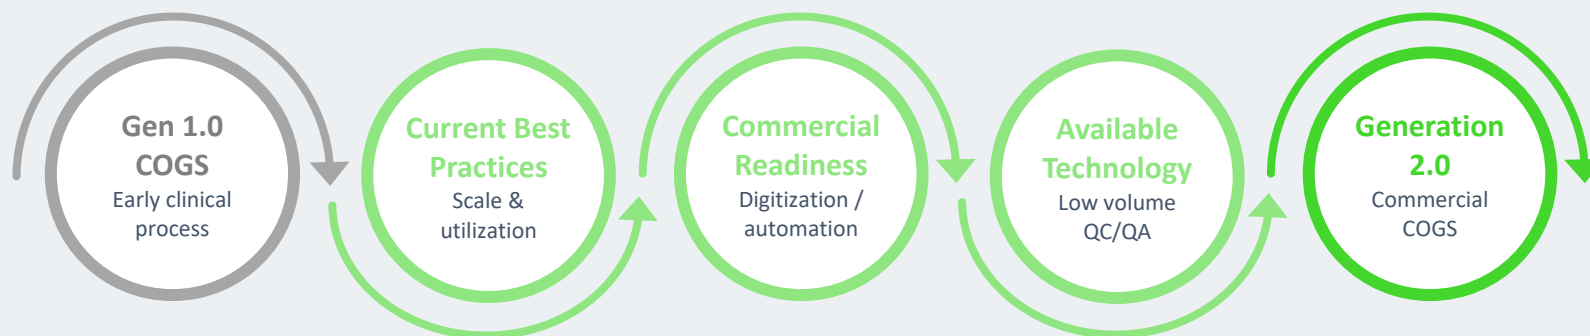 Gen 1.0
COGS
Early clinical
process
Current Best
Practices
Scale &
utilization
Commercial
Readiness
Digitization /
automation
Available
Technology
Low volume
QC/QA
Generation
2.0
Commercial
COGS